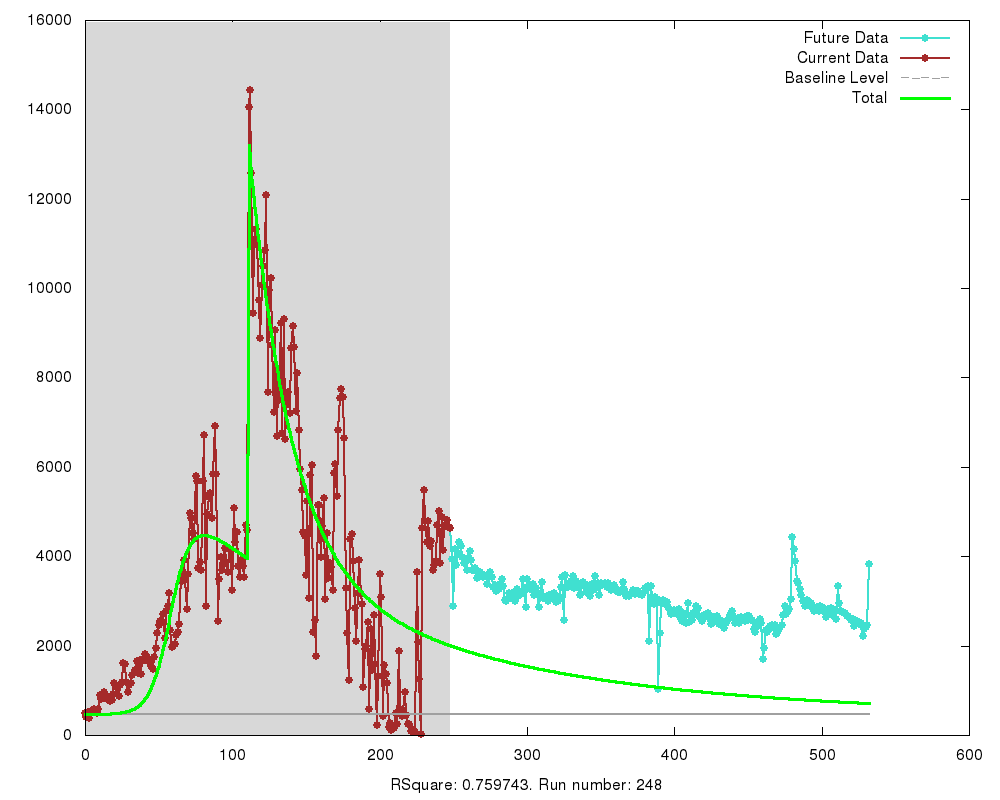 16000
14000
12000
10000
8000
6000
4000
2000
0
Future Data
Current Data
Baseline Level
Total
0 100 200 300 400 500 600
RSquare: 0.759743. Run number: 248